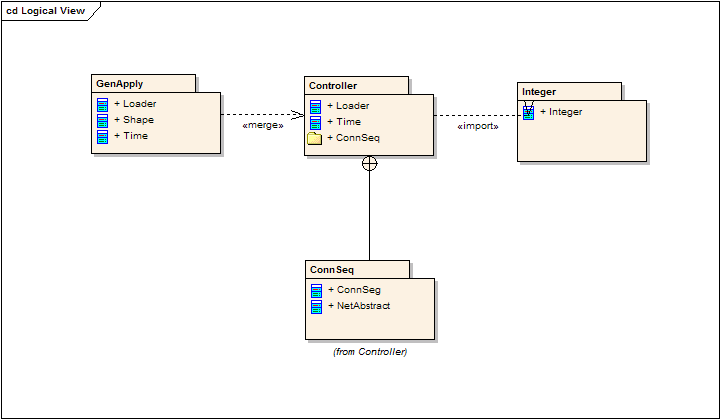 cd Logical View
GenApply
+ Loader
+ Shape
+ Time
«merge»
Controller
+ Loader
+ Time
+ ConnSeq
«import»
Integer
+ Integer
ConnSeq
+ ConnSeg
+ NetAbstract
(from Controller)